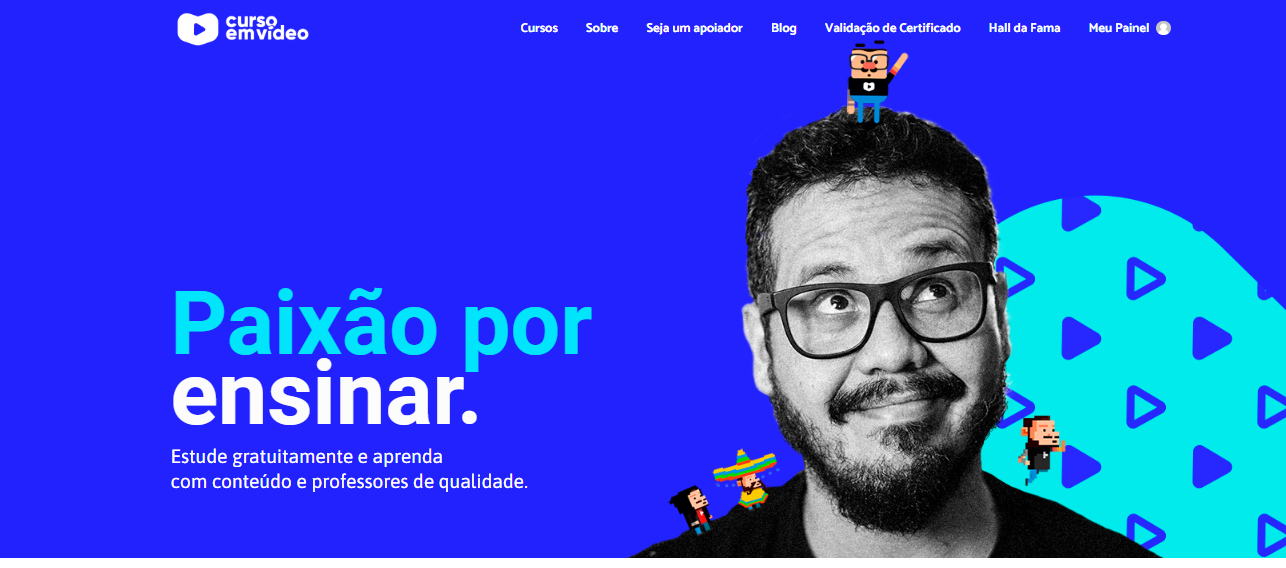 curso
em vídeo
Cursos
Sobre
Seja um apoiador
Blog
Validação de Certificado
Hall da Fama
Meu Painel
Paixão por
ensinar.
Estude gratuitamente e aprenda
com conteúdo e professores de qualidade.